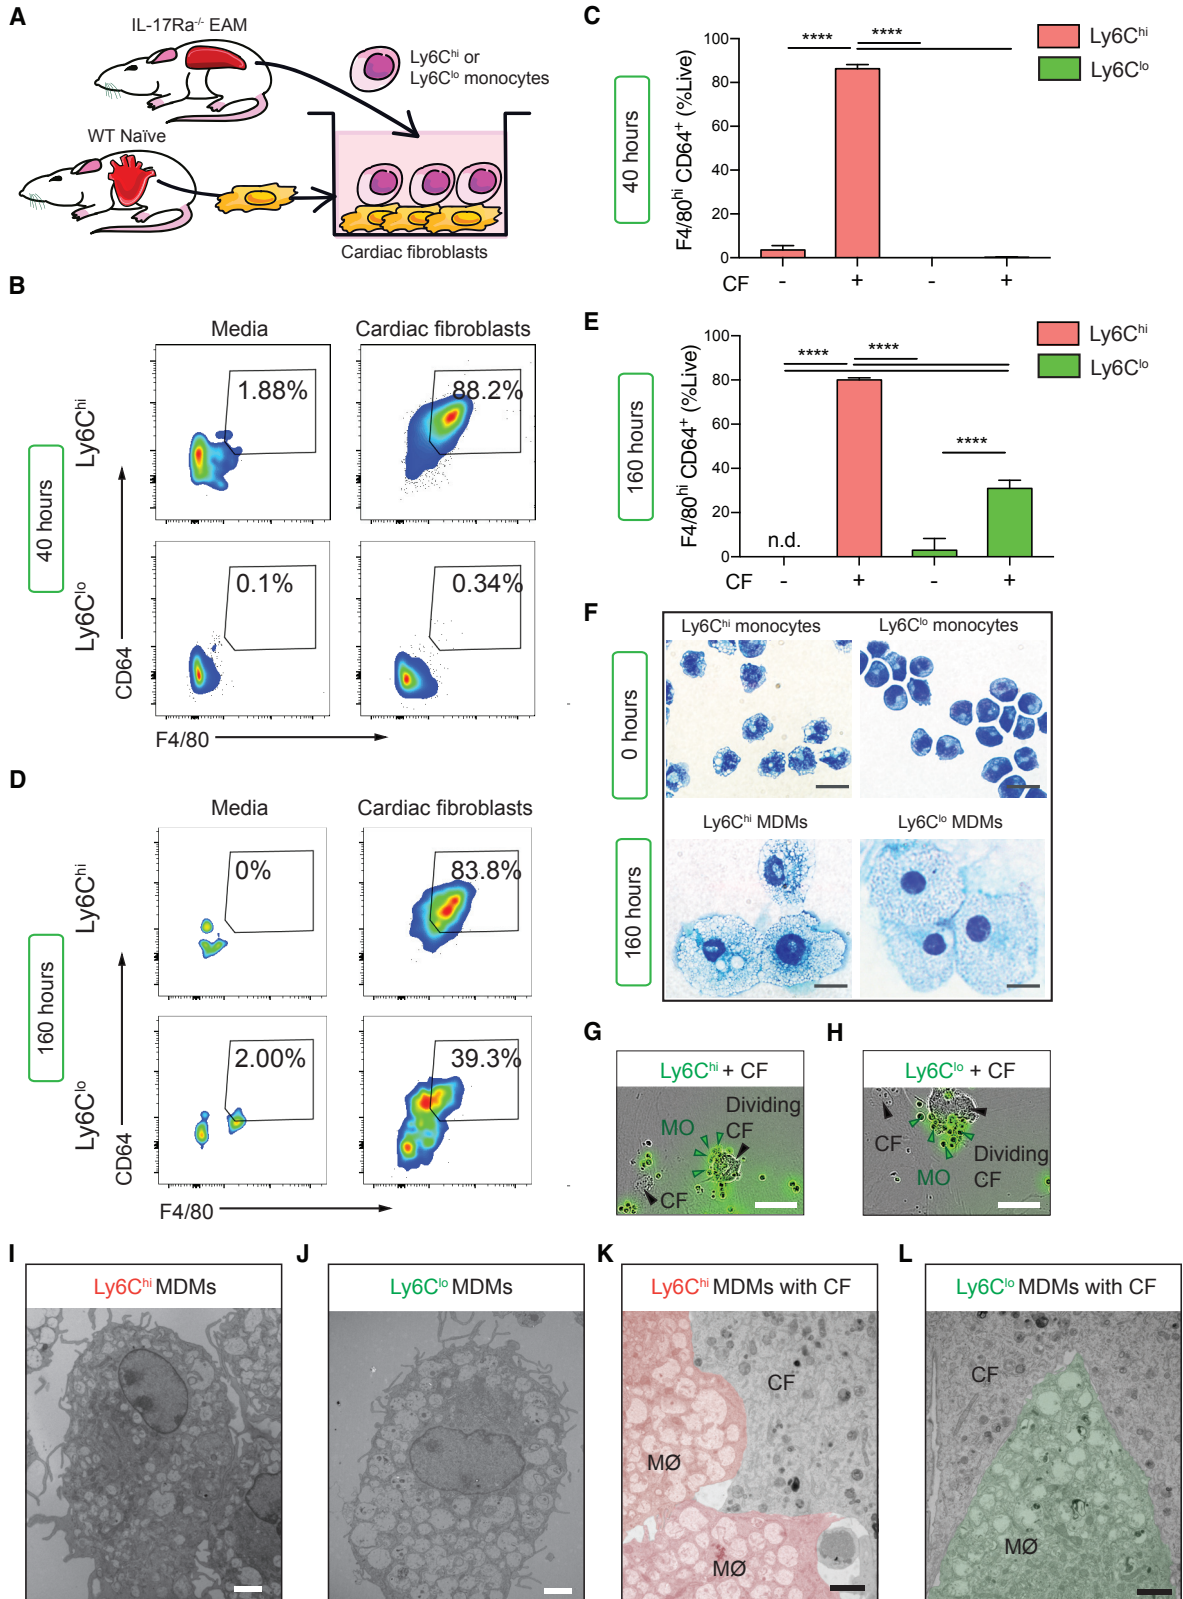 A
IL-17Ra-/- EAM
Ly6Chi or
Ly6Clo monocytes
WT Naïve
Cardiac fibroblasts
B
Media
Cardiac fibroblasts
40 hours
Ly6Chi
1.88%
88.2%
Ly6Clo
0.1%
0.34%
CD64
F4/80
C
40 hours
F4/80hi CD64+ (%Live)
100
80
60
40
20
0
****
****
Ly6Chi
Ly6Clo
CF - + - +
D
Media
Cardiac fibroblasts
160 hours
Ly6Chi
0%
83.8%
Ly6Clo
2.00%
39.3%
CD64
F4/80
E
160 hours
F4/80hi CD64+ (%Live)
100
80
60
40
20
0
n.d.
****
****
****
Ly6Chi
Ly6Clo
CF - + - +
F
Ly6Chi monocytes
Ly6Clo monocytes
0 hours
Ly6Chi MDMs
Ly6Clo MDMs
160 hours
G
Ly6Chi + CF
Dividing
CF
MO
CF
H
Ly6Clo + CF
CF
Dividing
CF
MO
I
Ly6Chi MDMs
J
Ly6Clo MDMs
K
Ly6Chi MDMs with CF
CF
MØ
MØ
L
Ly6Clo MDMs with CF
CF
MØ